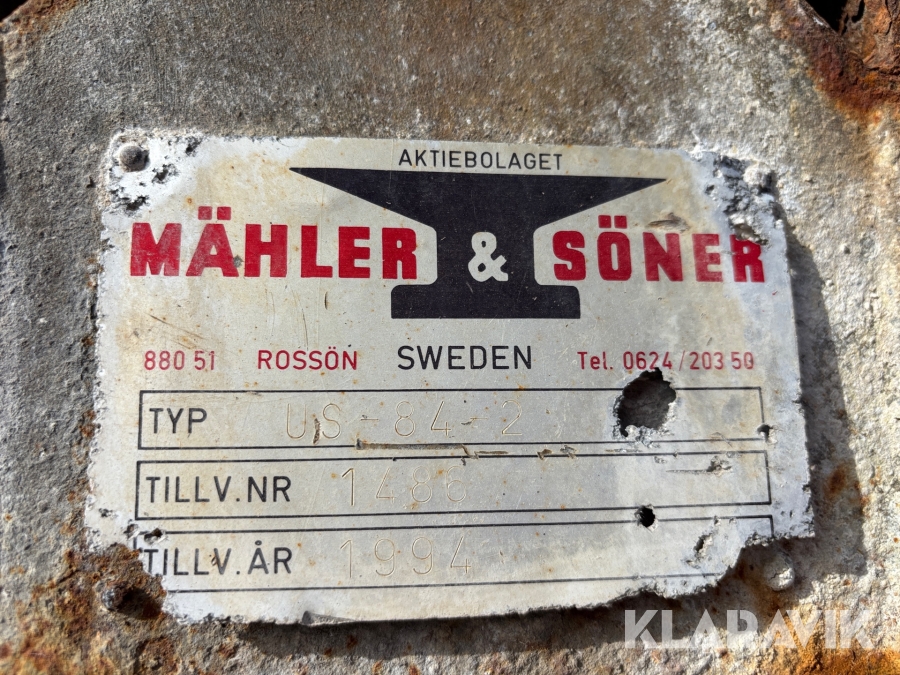 AKTIEBOLAGET
MÄHLER & SÖNER
880 51 ROSSÖN SWEDEN Tel. 0624/203 50
TYP US-84-2
TILLV.NR 1486
TILLV.ÅR 1994
KLARAVIK